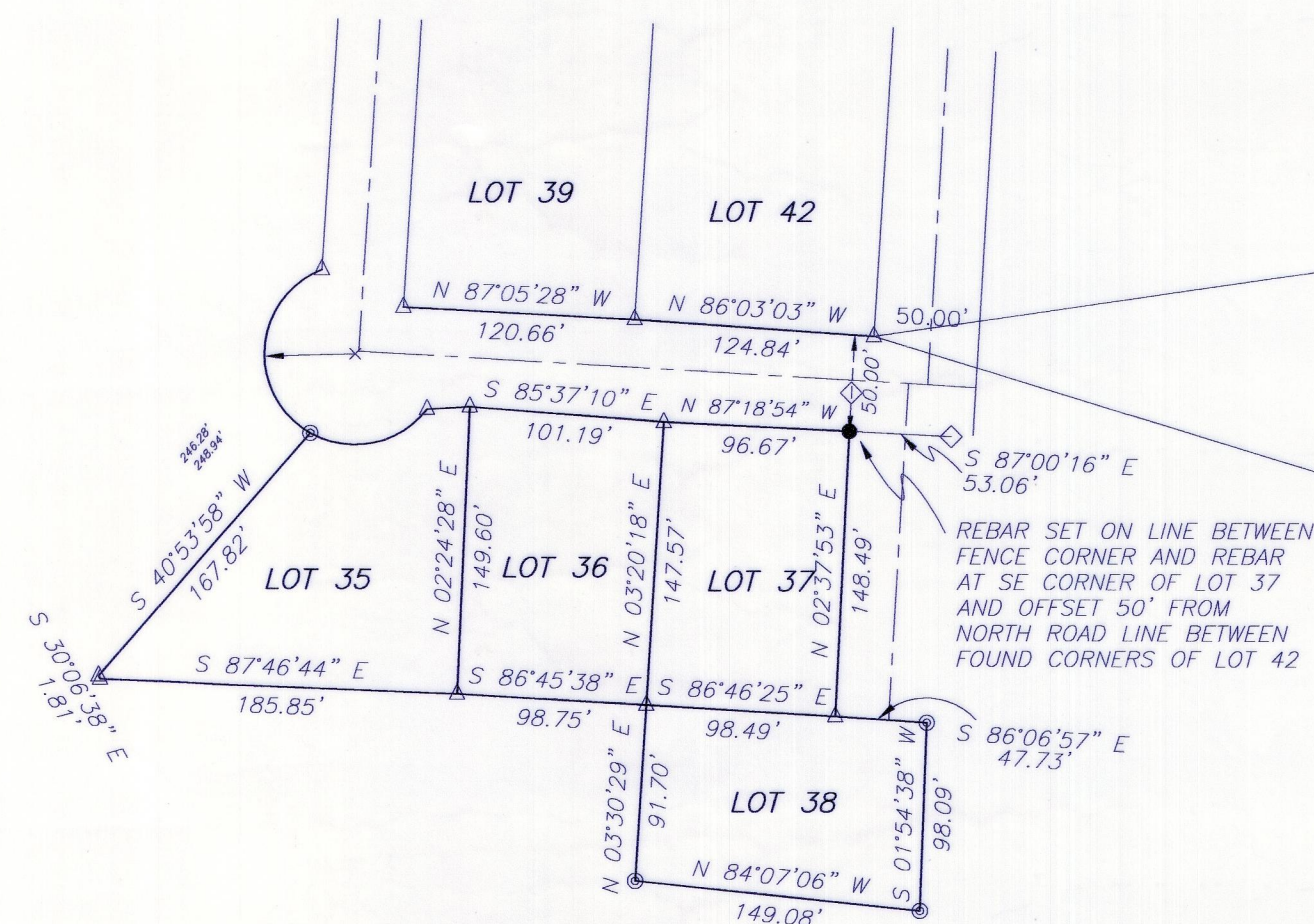 LOT 39
LOT 42
N 87°05'28" W
120.66'
N 86°03'03" W
124.84'
50.00'
50.00'
S 85°37'10" E
101.19'
N 87°18'54" W
96.67'
S 87°00'16" E
53.06'
246.28'
248.94'
S 40°53'58" W
167.82'
LOT 35
N 02°24'28" E
149.60'
LOT 36
N 03°20'18" E
147.57'
LOT 37
N 02°37'53" E
148.49'
REBAR SET ON LINE BETWEEN
FENCE CORNER AND REBAR
AT SE CORNER OF LOT 37
AND OFFSET 50' FROM
NORTH ROAD LINE BETWEEN
FOUND CORNERS OF LOT 42
S 30°06'38" E
1.81'
S 87°46'44" E
185.85'
S 86°45'38" E
98.75'
S 86°46'25" E
98.49'
S 86°06'57" E
47.73'
N 03°30'29" E
91.70'
LOT 38
S 01°54'38" W
98.09'
N 84°07'06" W
149.08'